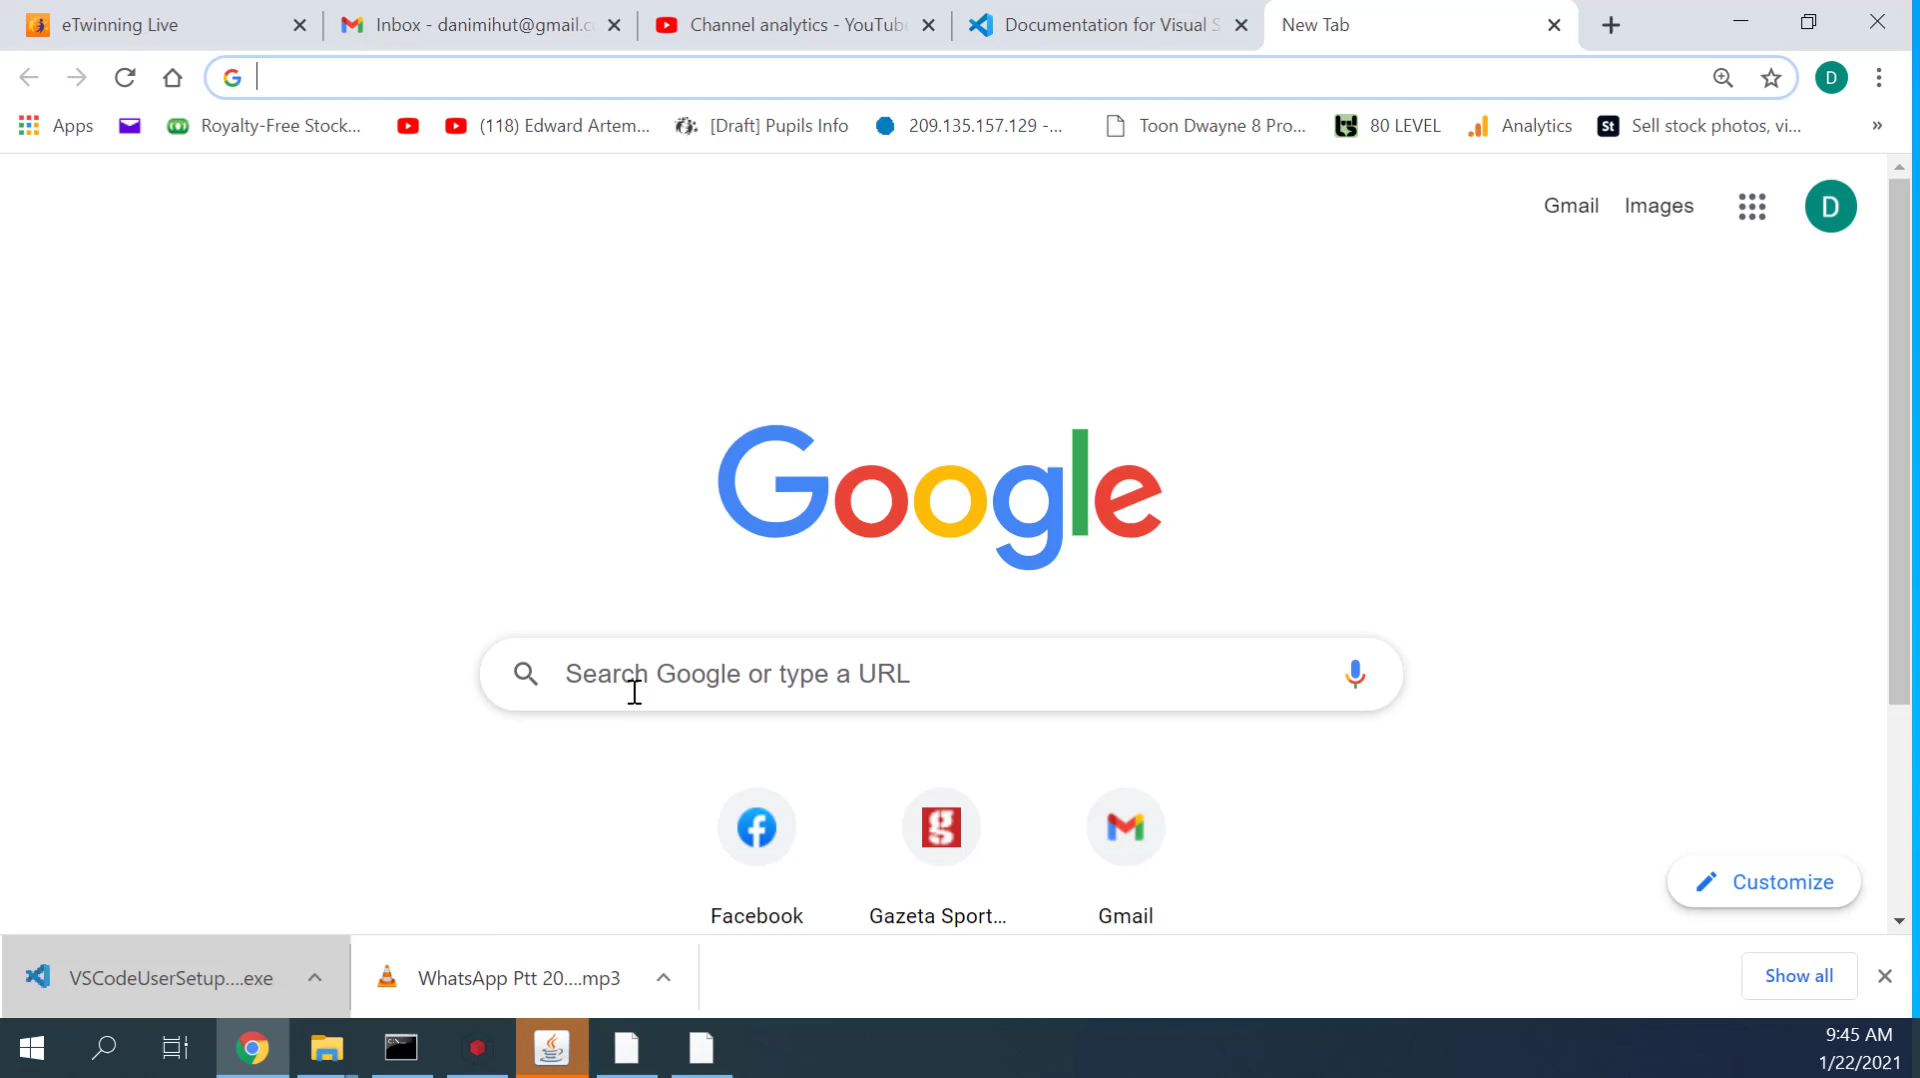 eTwinning Live
Inbox - danimihut@gmail.c
Channel analytics - YouTub
Documentation for Visual S
New Tab
G
D
Apps
Royalty-Free Stock...
(118) Edward Artem...
[Draft] Pupils Info
209.135.157.129 -...
Toon Dwayne 8 Pro...
80 LEVEL
Analytics
St
Sell stock photos, vi...
»
Gmail
Images
D
Google
Search Google or type a URL
g
Facebook
Gazeta Sport...
Gmail
Customize
VSCodeUserSetup....exe
WhatsApp Ptt 20....mp3
Show all
9:45 AM
1/22/2021